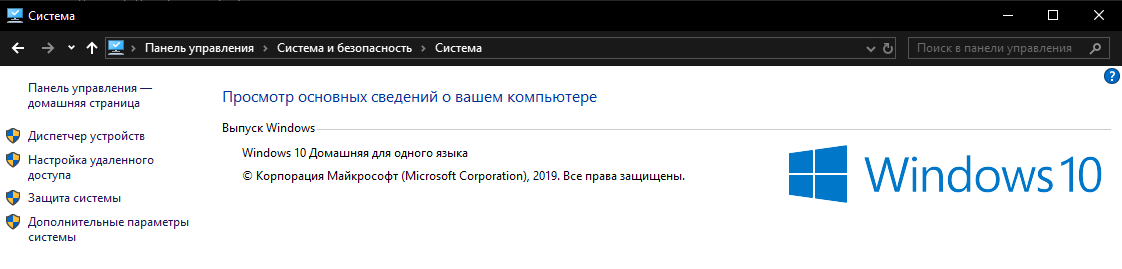 Система
Панель управления
Система и безопасность
Система
Поиск в панели управления
Панель управления —
домашняя страница
Диспетчер устройств
Настройка удаленного
доступа
Защита системы
Дополнительные параметры
системы
?
Просмотр основных сведений о вашем компьютере
Выпуск Windows
Windows 10 Домашняя для одного языка
© Корпорация Майкрософт (Microsoft Corporation), 2019. Все права защищены.
Windows 10